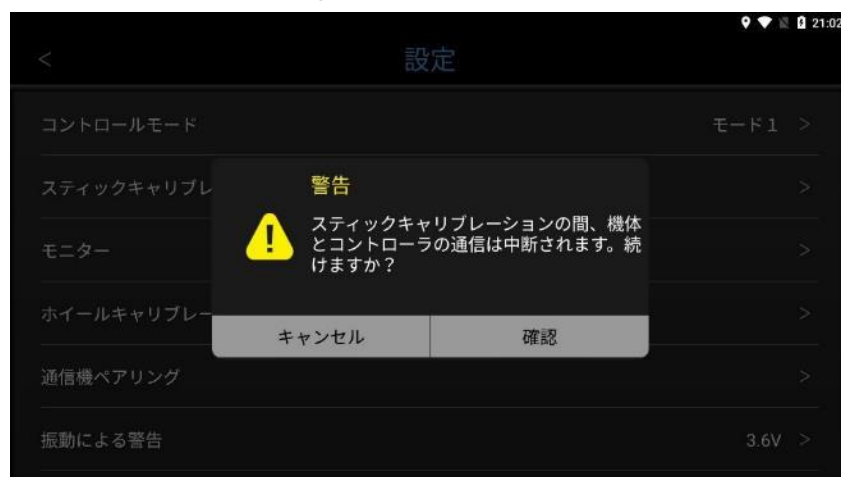 21:02
<
設定
コントロールモード
モード1 >
スティックキャリブレ
>
警告
スティックキャリブレーションの間、機体
とコントローラの通信は中断されます。続
けますか？
モニター
>
ホイールキャリブレー
>
キャンセル
確認
通信機ペアリング
>
振動による警告
3.6V >